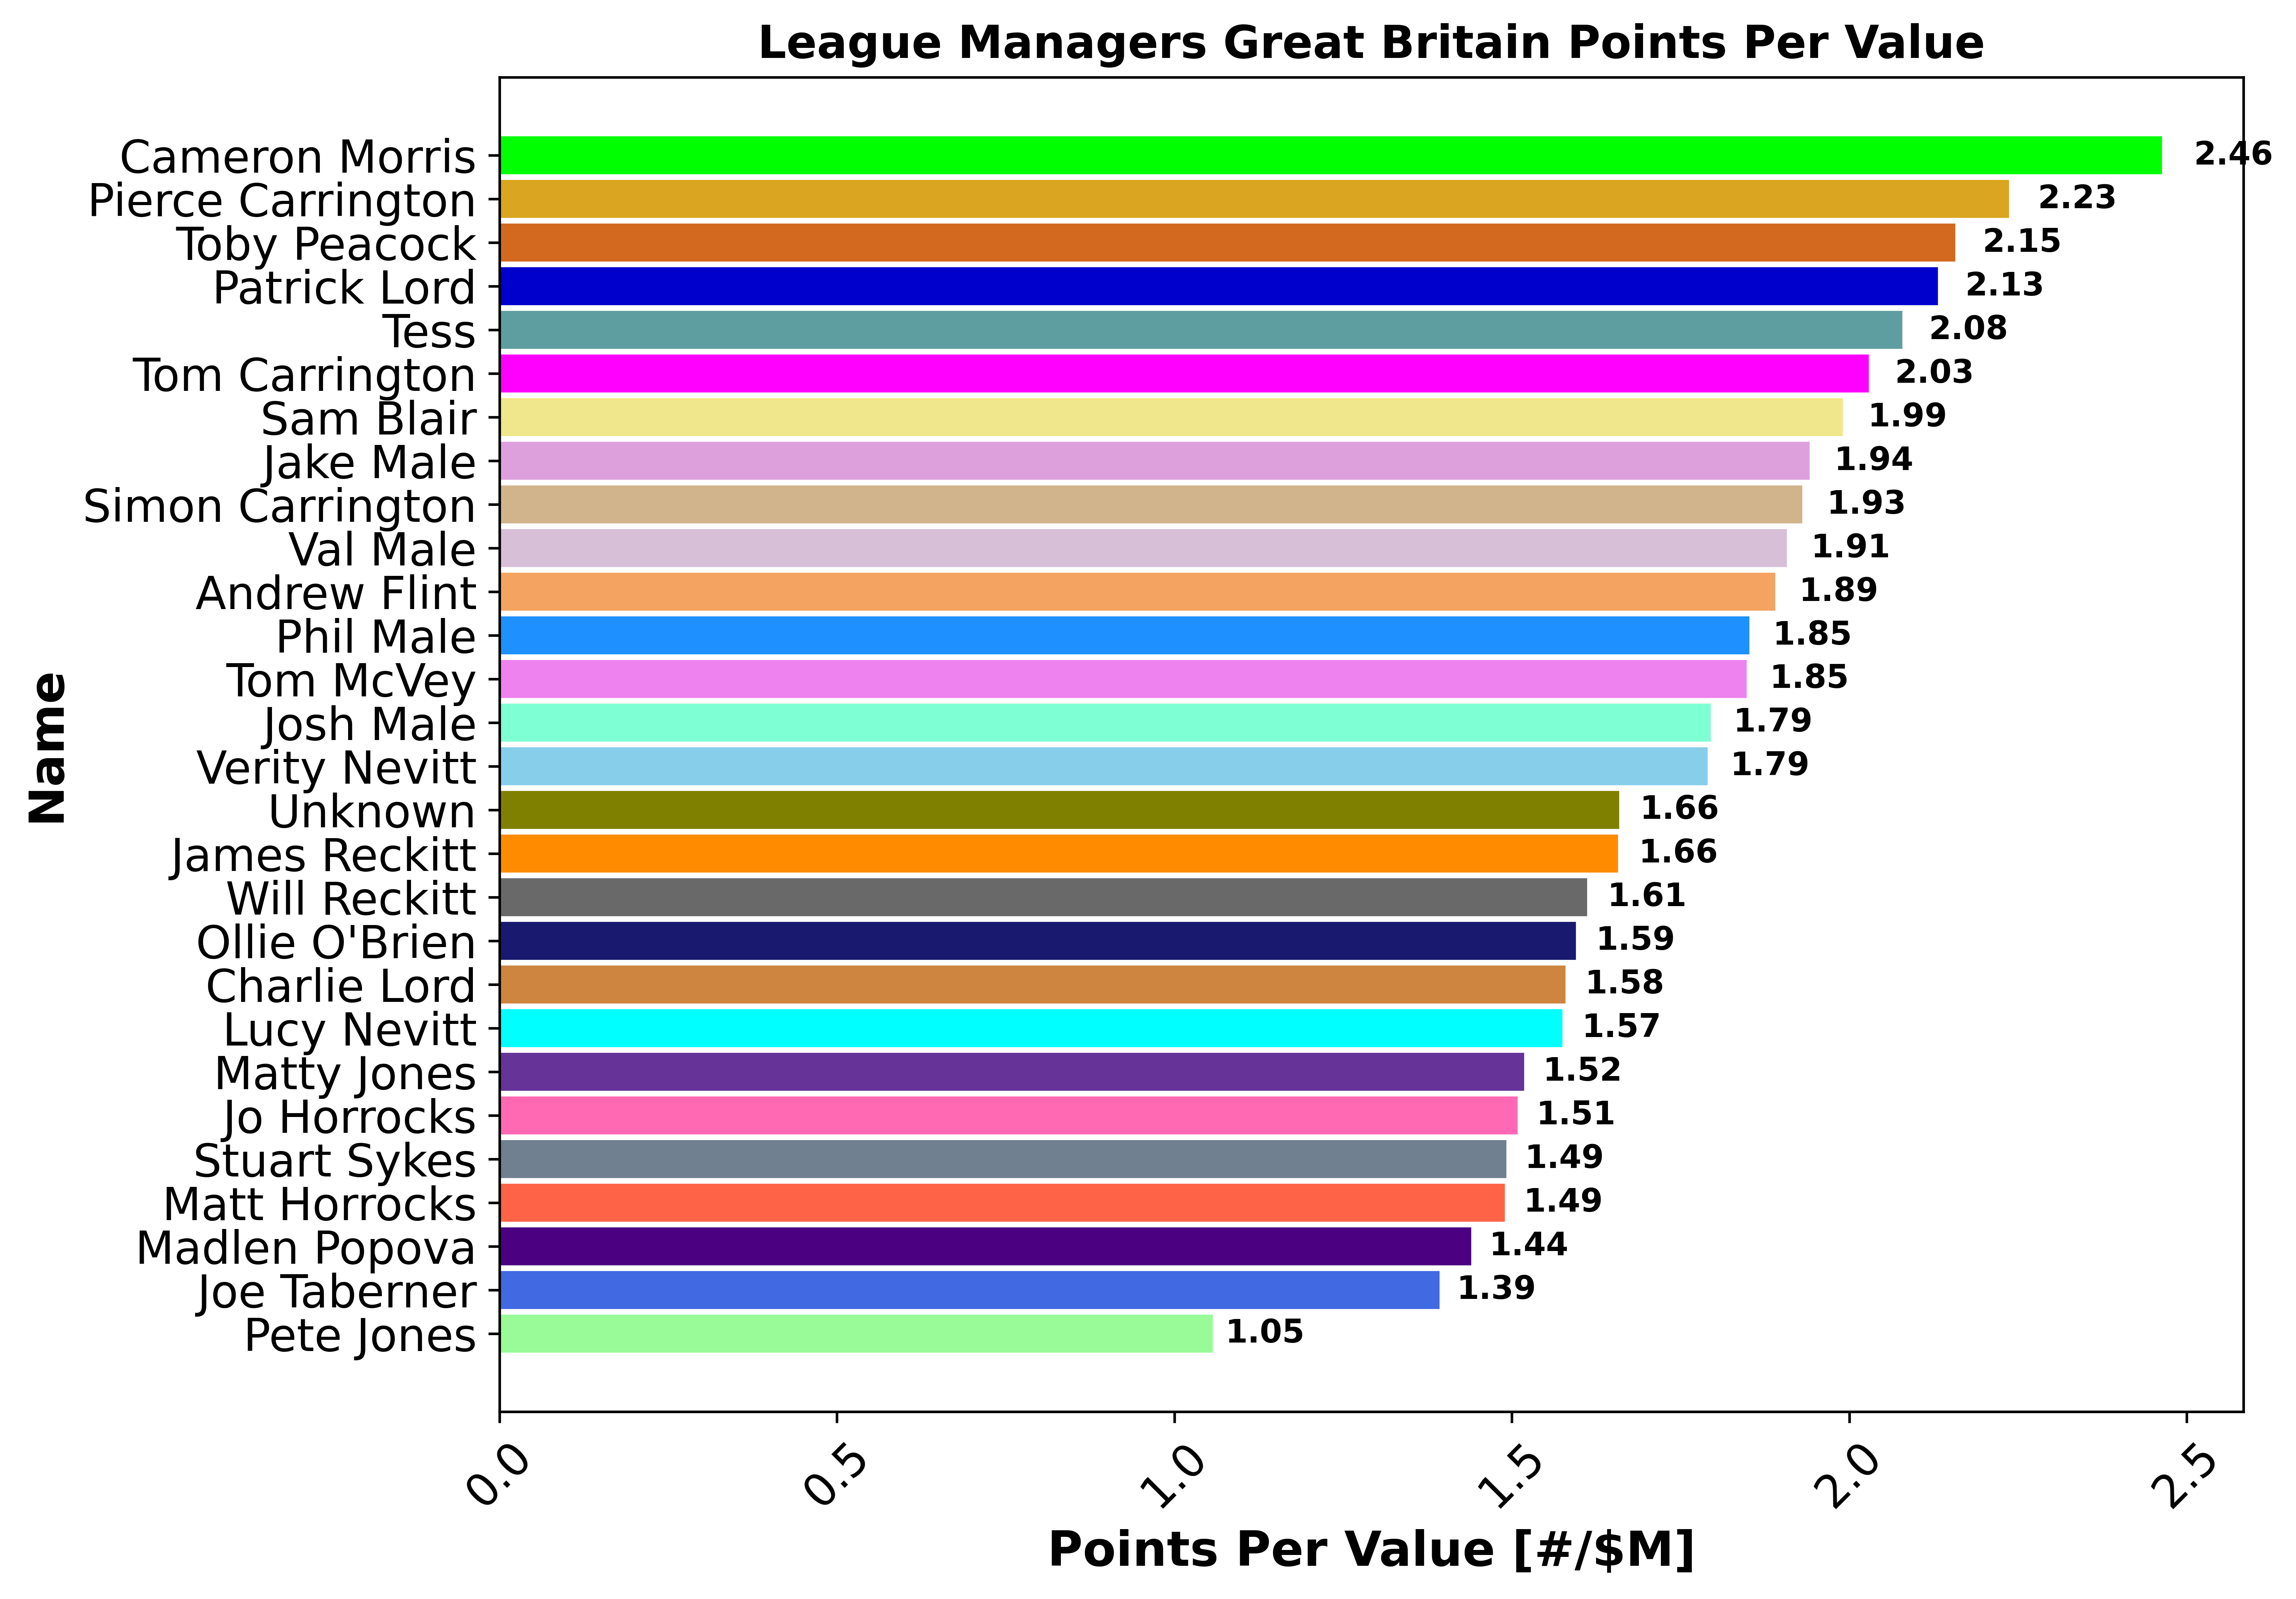 League Managers Great Britain Points Per Value
Name
Cameron Morris 2.46
Pierce Carrington 2.23
Toby Peacock 2.15
Patrick Lord 2.13
Tess 2.08
Tom Carrington 2.03
Sam Blair 1.99
Jake Male 1.94
Simon Carrington 1.93
Val Male 1.91
Andrew Flint 1.89
Phil Male 1.85
Tom McVey 1.85
Josh Male 1.79
Verity Nevitt 1.79
Unknown 1.66
James Reckitt 1.66
Will Reckitt 1.61
Ollie O'Brien 1.59
Charlie Lord 1.58
Lucy Nevitt 1.57
Matty Jones 1.52
Jo Horrocks 1.51
Stuart Sykes 1.49
Matt Horrocks 1.49
Madlen Popova 1.44
Joe Taberner 1.39
Pete Jones 1.05
0.0 0.5 1.0 1.5 2.0 2.5
Points Per Value [#/$M]